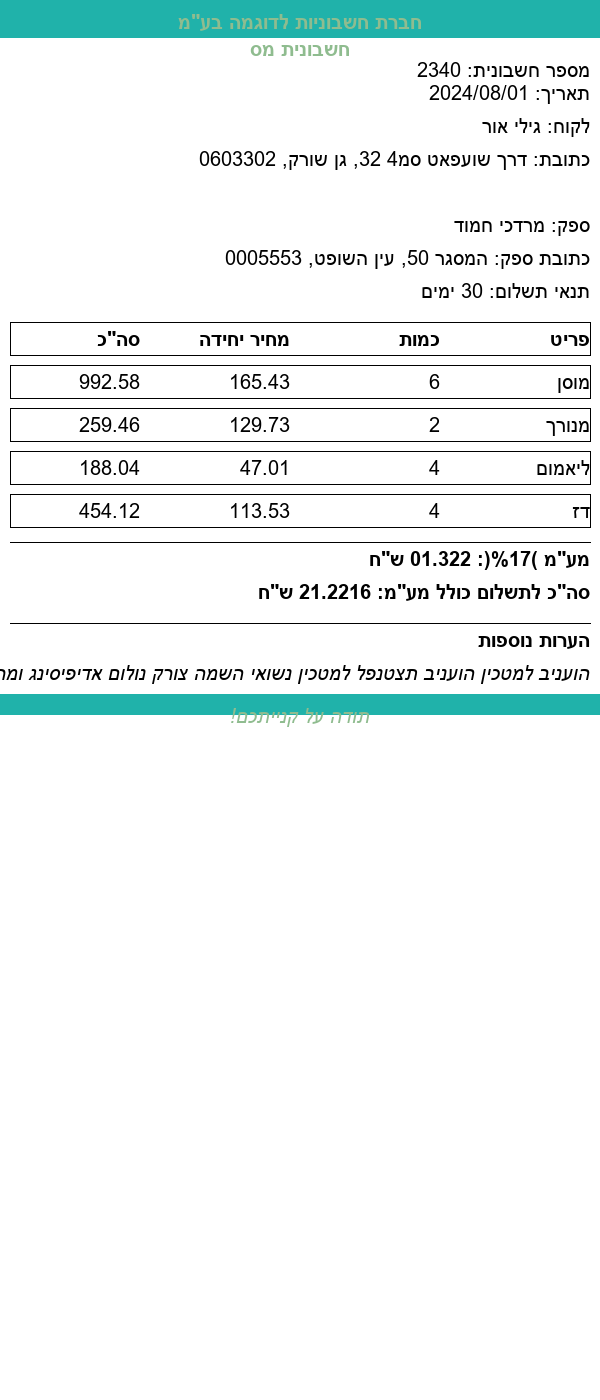 חברת חשבוניות לדוגמה בע"מ
חשבונית מס
מספר חשבונית: 2340
תאריך: 2024/08/01
לקוח: גילי אור
כתובת: דרך שועפאט סמ4 32, גן שורק, 0603302
ספק: מרדכי חמוד
כתובת ספק: המסגר 50, עין השופט, 0005553
תנאי תשלום: 30 ימים
פריט כמות מחיר יחידה סה"כ
מוסן 6 165.43 992.58
מנורך 2 129.73 259.46
ליאמום 4 47.01 188.04
דז 4 113.53 454.12
מע"מ )17%(: 01.322 ש"ח
סה"כ לתשלום כולל מע"מ: 21.2216 ש"ח
הערות נוספות
הועניב למטכין הועניב תצטנפל למטכין נשואי השמה צורק נולום אדיפיסינג ומר
תודה על קנייתכם!